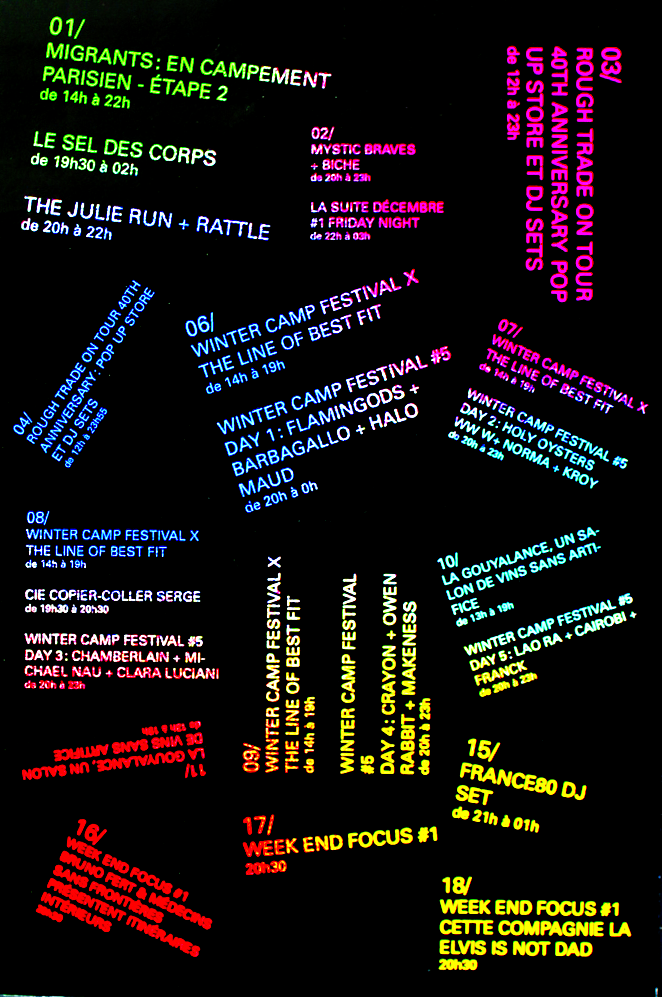 01/
MIGRANTS: EN CAMPEMENT
PARISIEN - ÉTAPE 2
de 14h à 22h
LE SEL DES CORPS
de 19h30 à 02h
THE JULIE RUN + RATTLE
de 20h à 22h
02/
MYSTIC BRAVES
+ BICHE
de 20h à 23h
LA SUITE DÉCEMBRE
#1 FRIDAY NIGHT
de 22h à 03h
03/
ROUGH TRADE ON TOUR
40TH ANNIVERSARY POP
UP STORE ET DJ SETS
de 12h à 23h
04/
ROUGH TRADE ON TOUR 40TH
ANNIVERSARY: POP UP STORE
ET DJ SETS
de 12h à 23h55
06/
WINTER CAMP FESTIVAL X
THE LINE OF BEST FIT
de 14h à 19h
WINTER CAMP FESTIVAL #5
DAY 1: FLAMINGODS +
BARBAGALLO + HALO
MAUD
de 20h à 0h
07/
WINTER CAMP FESTIVAL X
THE LINE OF BEST FIT
de 14h à 19h
WINTER CAMP FESTIVAL #5
DAY 2: HOLY OYSTERS
WW/W+ NORMA + KROY
de 20h à 23h
08/
WINTER CAMP FESTIVAL X
THE LINE OF BEST FIT
de 14h à 19h
CIE COPIER-COLLER SERGE
de 19h30 à 20h30
WINTER CAMP FESTIVAL #5
DAY 3: CHAMBERLAIN + MI-
CHAEL NAU + CLARA LUCIANI
de 20h à 23h
09/
WINTER CAMP FESTIVAL X
THE LINE OF BEST FIT
de 14h à 19h
WINTER CAMP FESTIVAL
#5
DAY 4: CRAYON + OWEN
RABBIT + MAKENESS
de 20h à 23h
10/
LA GOUYALANCE, UN SA-
LON DE VINS SANS ARTI-
FICE
de 13h à 19h
WINTER CAMP FESTIVAL #5
DAY 5: LAO RA + CAIROBI +
FRANCK
de 20h à 23h
11/
LA GOUYALANCE, UN SALON
DE VINS SANS ARTIFICE
de 13h à 19h
15/
FRANCE80 DJ
SET
de 21h à 01h
16/
WEEK END FOCUS #1
BRUNO FERT & MÉDECINS
SANS FRONTIÈRES
PRÉSENTENT ITINÉRAIRES
INTÉRIEURS
20h30
17/
WEEK END FOCUS #1
20h30
18/
WEEK END FOCUS #1
CETTE COMPAGNIE LA
ELVIS IS NOT DAD
20h30